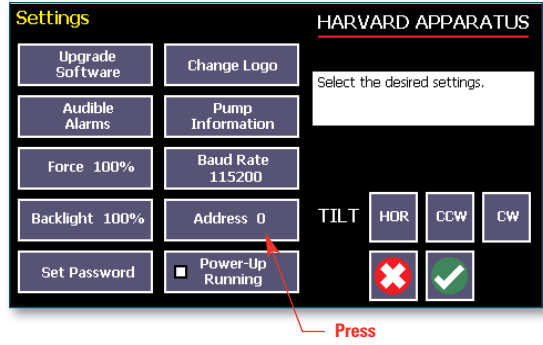 Settings
HARVARD APPARATUS
Upgrade
Software
Change Logo
Select the desired settings.
Audible
Alarms
Pump
Information
Force 100%
Baud Rate
115200
Backlight 100%
Address 0
TILT
HOR
CCW
CW
Set Password
Power-Up
Running
Press